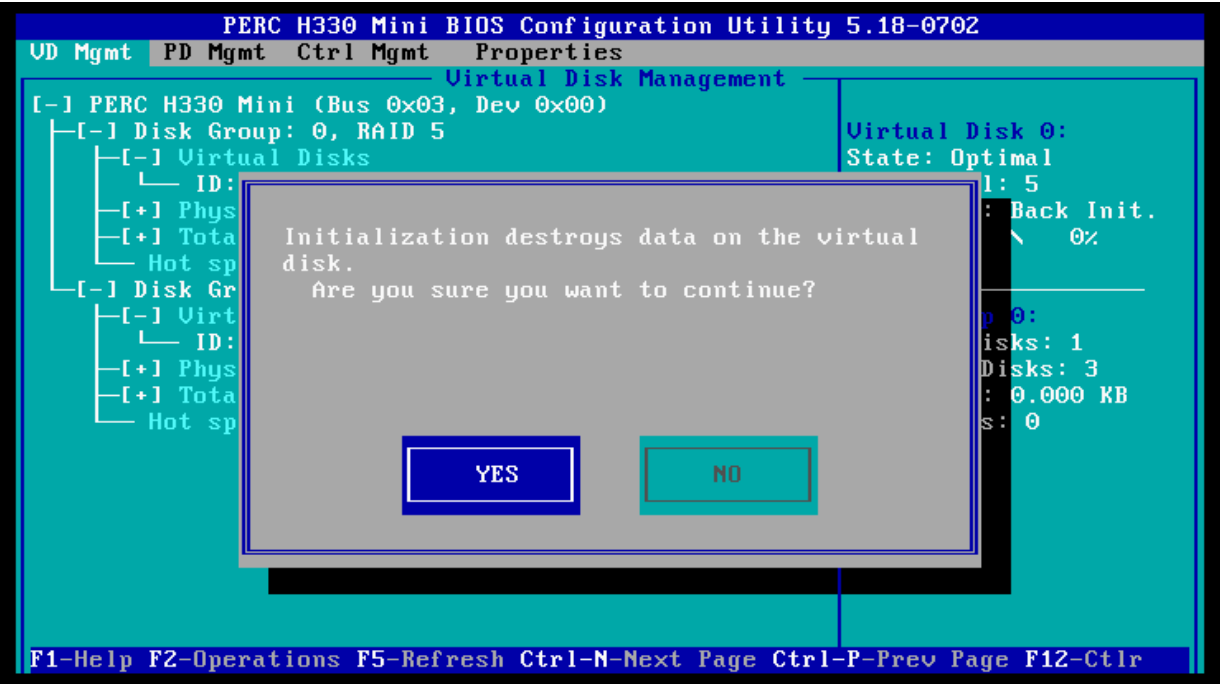 PERC H330 Mini BIOS Configuration Utility 5.18-0702
VD Mgmt PD Mgmt Ctrl Mgmt Properties
Virtual Disk Management
[-] PERC H330 Mini (Bus 0x03, Dev 0x00)
[-] Disk Group: 0, RAID 5
[-] Virtual Disks
ID:
[+] Phys
[+] Tota
Hot sp
[-] Disk Gr
[-] Virt
ID:
[+] Phys
[+] Tota
Hot sp
Virtual Disk 0:
State: Optimal
l: 5
: Back Init.
\ 0%
p 0:
isks: 1
Disks: 3
: 0.000 KB
s: 0
Initialization destroys data on the virtual
disk.
Are you sure you want to continue?
YES
NO
F1-Help F2-Operations F5-Refresh Ctrl-N-Next Page Ctrl-P-Prev Page F12-Ctlr